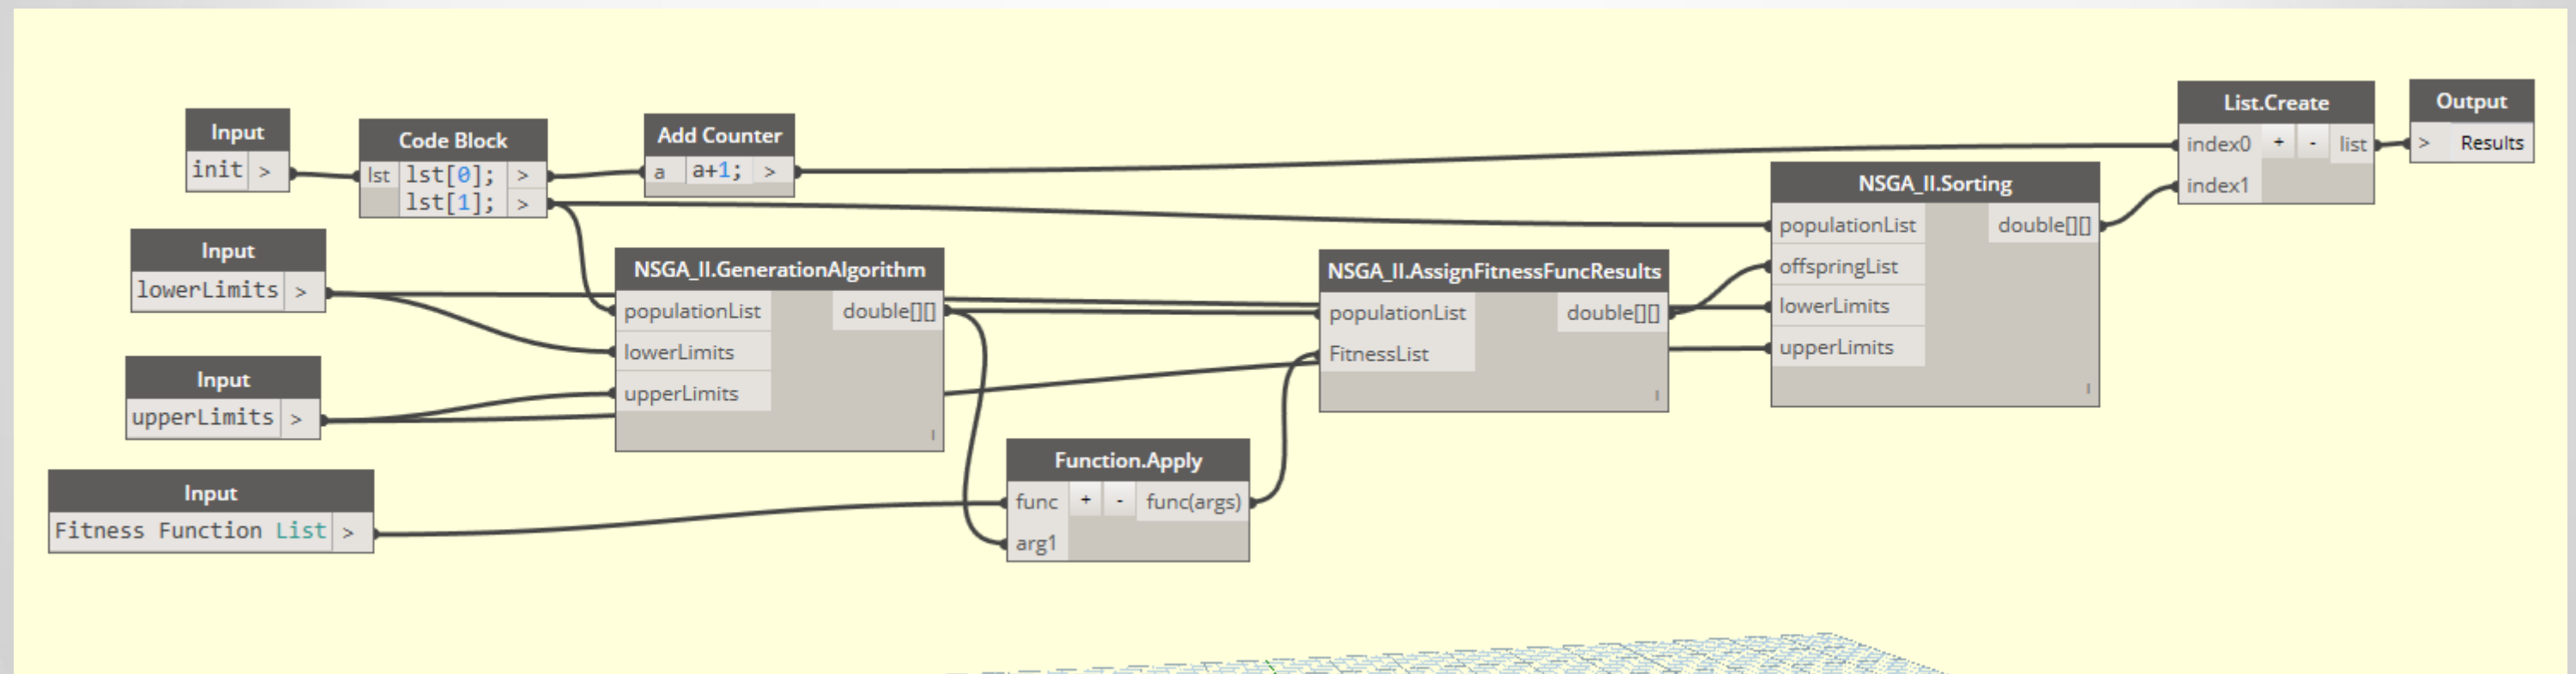 Input
init >
Code Block
lst lst[0]; >
lst[1]; >
Add Counter
a a+1; >
List.Create
index0 + - list
index1
Output
> Results
Input
lowerLimits >
NSGA_II.GenerationAlgorithm
populationList double[][]
lowerLimits
upperLimits
NSGA_II.AssignFitnessFuncResults
populationList double[][]
FitnessList
NSGA_II.Sorting
populationList double[][]
offspringList
lowerLimits
upperLimits
Input
upperLimits >
Input
Fitness Function List >
Function.Apply
func + - func(args)
arg1